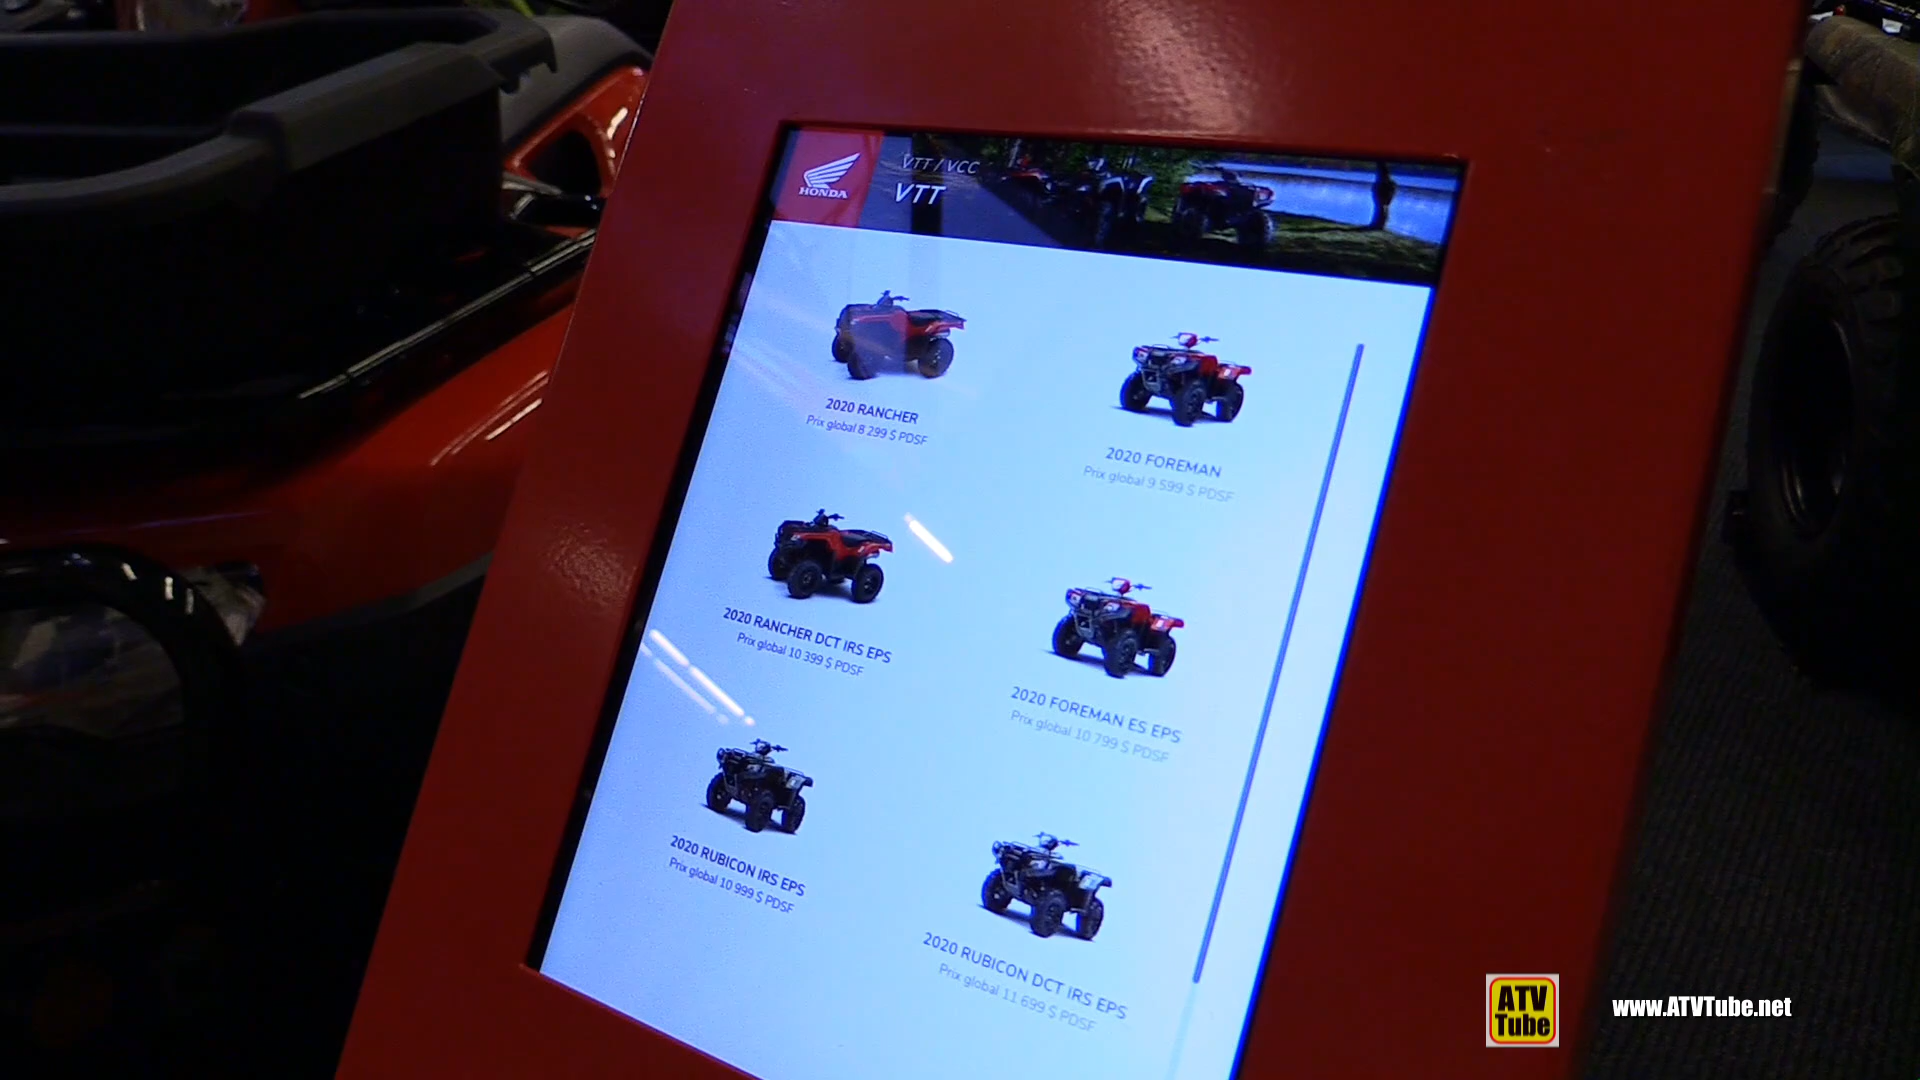 HONDA
VTT / VCC
VTT
2020 RANCHER
Prix global 8 299 $ PDSF
2020 FOREMAN
Prix global 9 599 $ PDSF
2020 RANCHER DCT IRS EPS
Prix global 10 399 $ PDSF
2020 FOREMAN ES EPS
Prix global 10 799 $ PDSF
2020 RUBICON IRS EPS
Prix global 10 999 $ PDSF
2020 RUBICON DCT IRS EPS
Prix global 11 699 $ PDSF
ATV
Tube
www.ATVTube.net